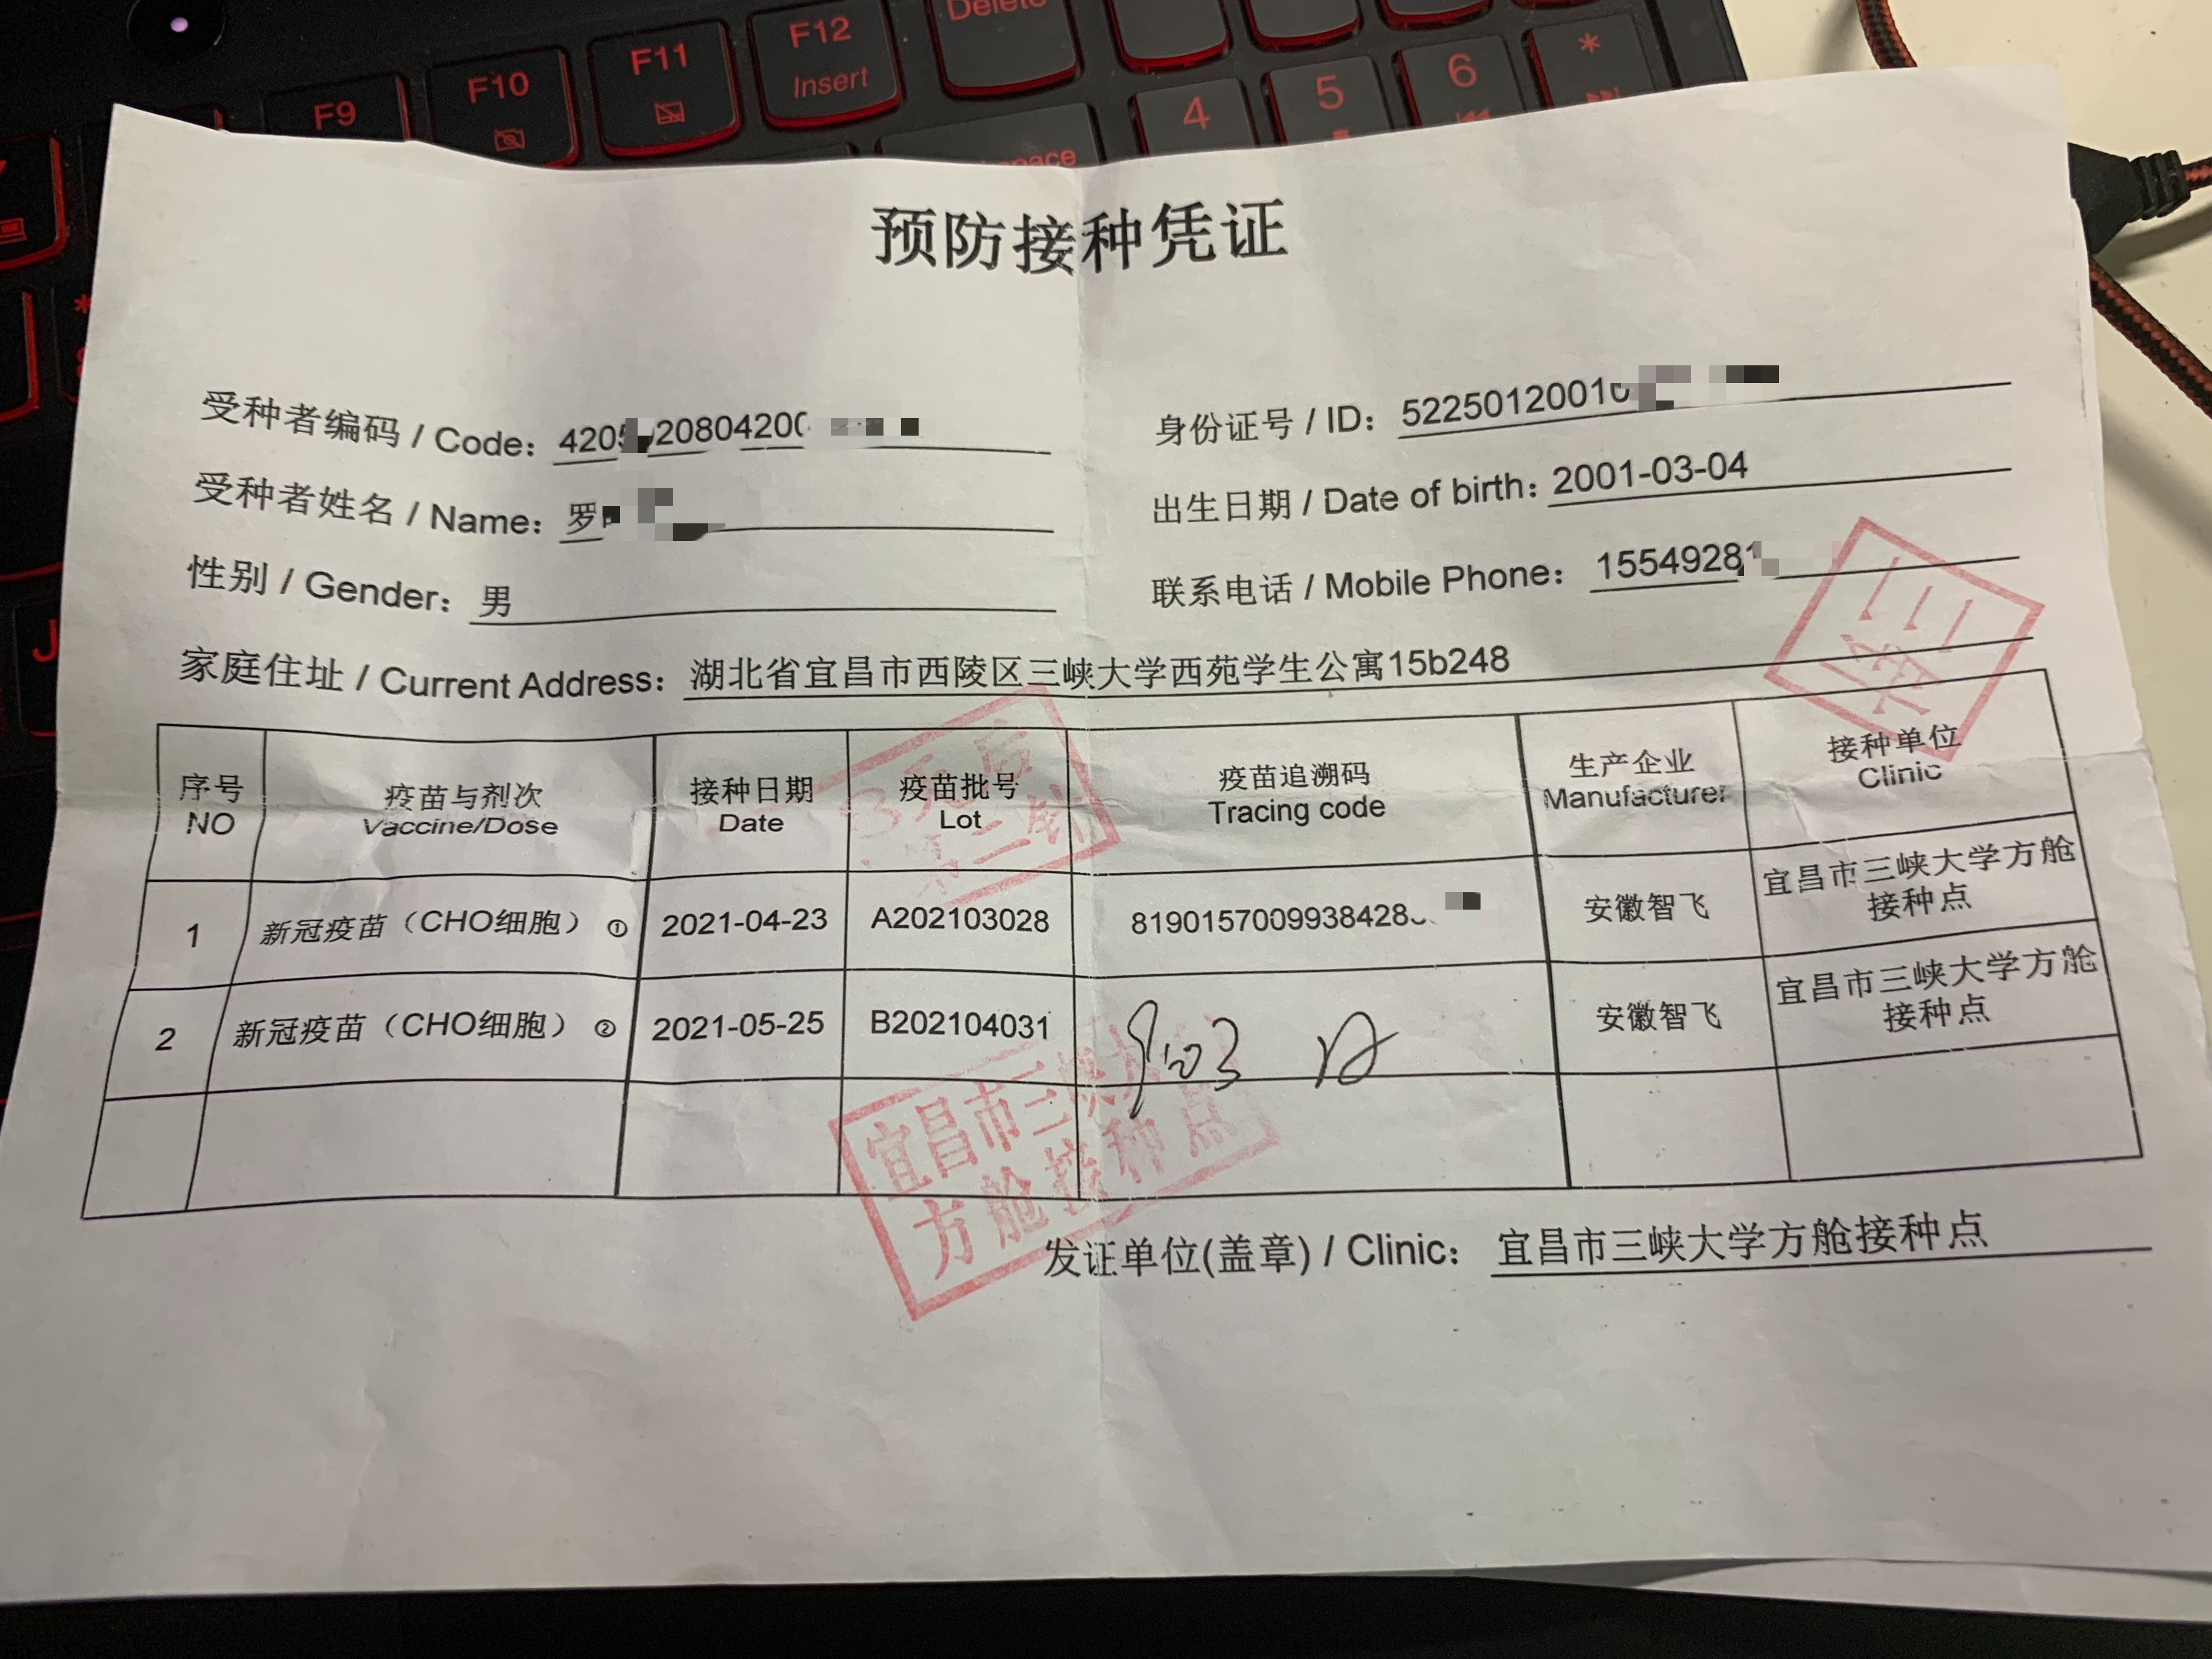 F9
F10
F11
F12
Insert
Delete
4
5
6
*
预防接种凭证
受种者编码 / Code: 4205 20804200
身份证号 / ID: 5225012001
受种者姓名 / Name: 罗
出生日期 / Date of birth: 2001-03-04
性别 / Gender: 男
联系电话 / Mobile Phone: 15549281
家庭住址 / Current Address: 湖北省宜昌市西陵区三峡大学西苑学生公寓15b248
序号 疫苗与剂次 接种日期 疫苗批号 疫苗追溯码 生产企业 接种单位
NO Vaccine/Dose Date Lot Tracing code Manufacturer Clinic
1 新冠疫苗（CHO细胞）① 2021-04-23 A202103028 8190157009938428 安徽智飞 宜昌市三峡大学方舱
接种点
2 新冠疫苗（CHO细胞）② 2021-05-25 B202104031 安徽智飞 宜昌市三峡大学方舱
接种点
宜昌市三峡大
方舱接种点
发证单位(盖章) / Clinic: 宜昌市三峡大学方舱接种点